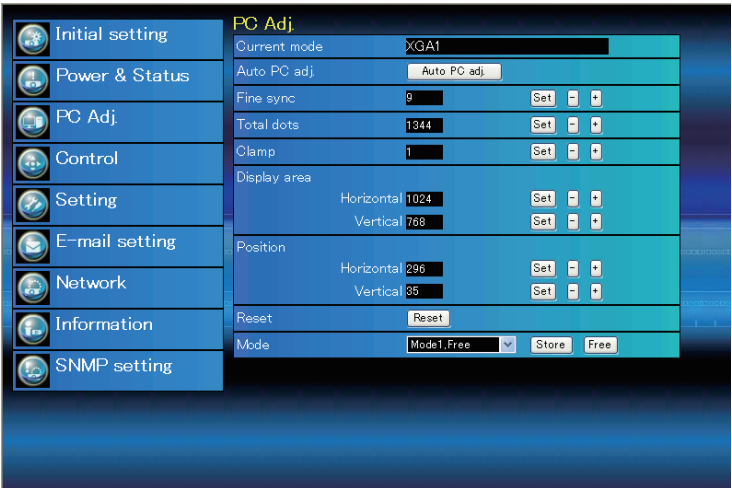 Initial setting
Power & Status
PC Adj.
Control
Setting
E-mail setting
Network
Information
SNMP setting
PC Adj.
Current mode XGA1
Auto PC adj. Auto PC adj.
Fine sync 9 Set - +
Total dots 1344 Set - +
Clamp 1 Set - +
Display area
Horizontal 1024 Set - +
Vertical 768 Set - +
Position
Horizontal 296 Set - +
Vertical 35 Set - +
Reset Reset
Mode Mode1,Free Store Free